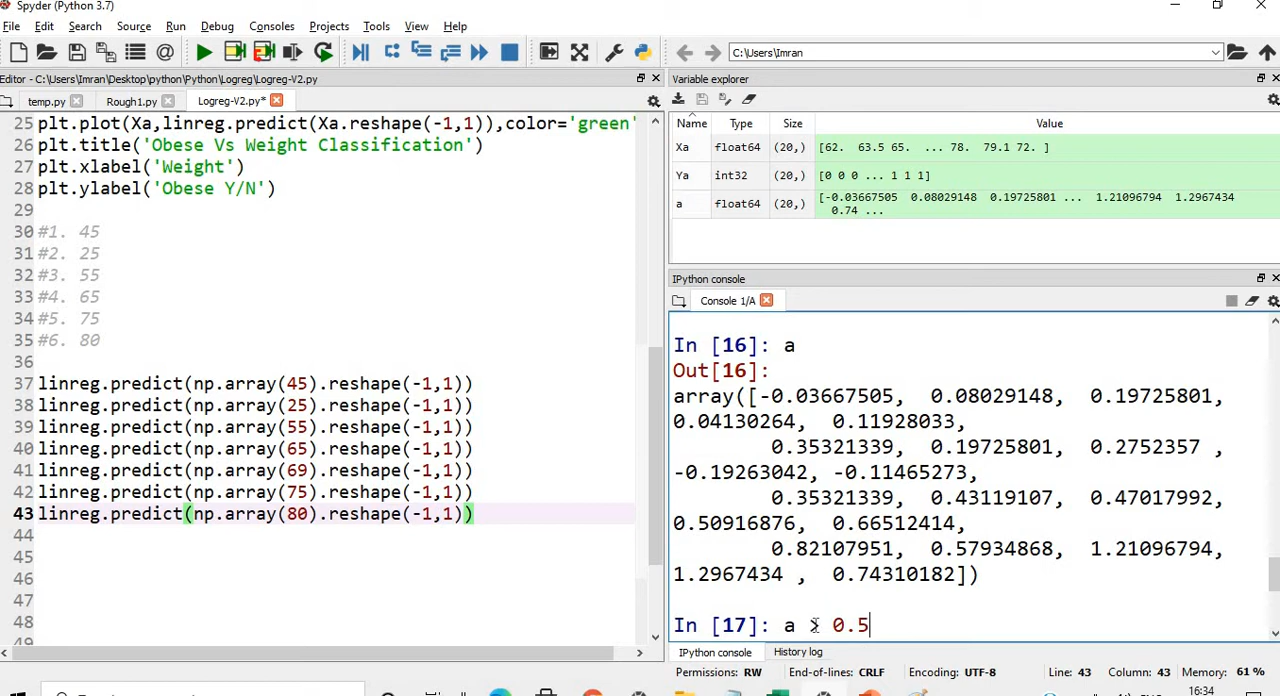 Spyder (Python 3.7)
File Edit Search Source Run Debug Consoles Projects Tools View Help
C:\Users\Imran
Editor - C:\Users\Imran\Desktop\python\Python\Logreg\Logreg-V2.py
temp.py Rough1.py Logreg-V2.py*
25 plt.plot(Xa,linreg.predict(Xa.reshape(-1,1)),color='green'
26 plt.title('Obese Vs Weight Classification')
27 plt.xlabel('Weight')
28 plt.ylabel('Obese Y/N')
29
30 #1. 45
31 #2. 25
32 #3. 55
33 #4. 65
34 #5. 75
35 #6. 80
36
37 linreg.predict(np.array(45).reshape(-1,1))
38 linreg.predict(np.array(25).reshape(-1,1))
39 linreg.predict(np.array(55).reshape(-1,1))
40 linreg.predict(np.array(65).reshape(-1,1))
41 linreg.predict(np.array(69).reshape(-1,1))
42 linreg.predict(np.array(75).reshape(-1,1))
43 linreg.predict(np.array(80).reshape(-1,1))
44
45
46
47
48
49
Variable explorer
Name Type Size Value
Xa float64 (20,) [62. 63.5 65. ... 78. 79.1 72. ]
Ya int32 (20,) [0 0 0 ... 1 1 1]
a float64 (20,) [-0.03667505 0.08029148 0.19725801 ... 1.21096794 1.2967434
0.74 ...
IPython console
Console 1/A
In [16]: a
Out[16]:
array([-0.03667505, 0.08029148, 0.19725801,
0.04130264, 0.11928033,
0.35321339, 0.19725801, 0.2752357 ,
-0.19263042, -0.11465273,
0.35321339, 0.43119107, 0.47017992,
0.50916876, 0.66512414,
0.82107951, 0.57934868, 1.21096794,
1.2967434 , 0.74310182])
In [17]: a > 0.5
IPython console History log
Permissions: RW End-of-lines: CRLF Encoding: UTF-8 Line: 43 Column: 43 Memory: 61 %
16:34